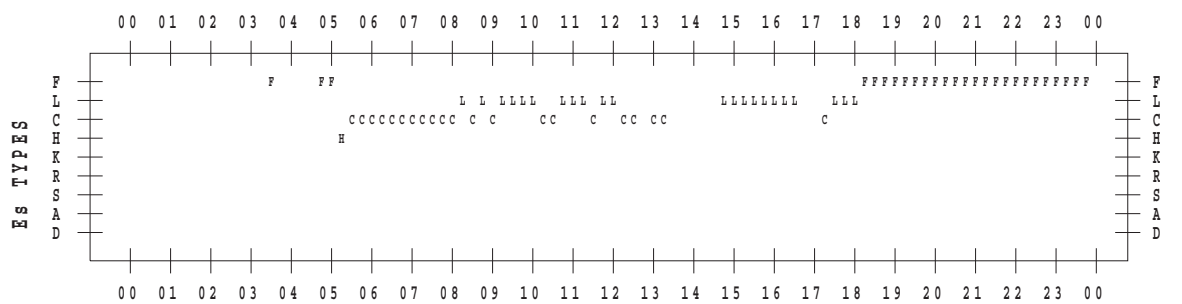 00 01 02 03 04 05 06 07 08 09 10 11 12 13 14 15 16 17 18 19 20 21 22 23 00
F F FF FFFFFFFFFFFFFFFFFFFFFFF F
L L L LLLL LLL LL LLLLLLLL LLL L
C CCCCCCCCCCC C C CC C CC CC C C
H H H
K K
R R
S S
A A
D D
Es TYPES
00 01 02 03 04 05 06 07 08 09 10 11 12 13 14 15 16 17 18 19 20 21 22 23 00